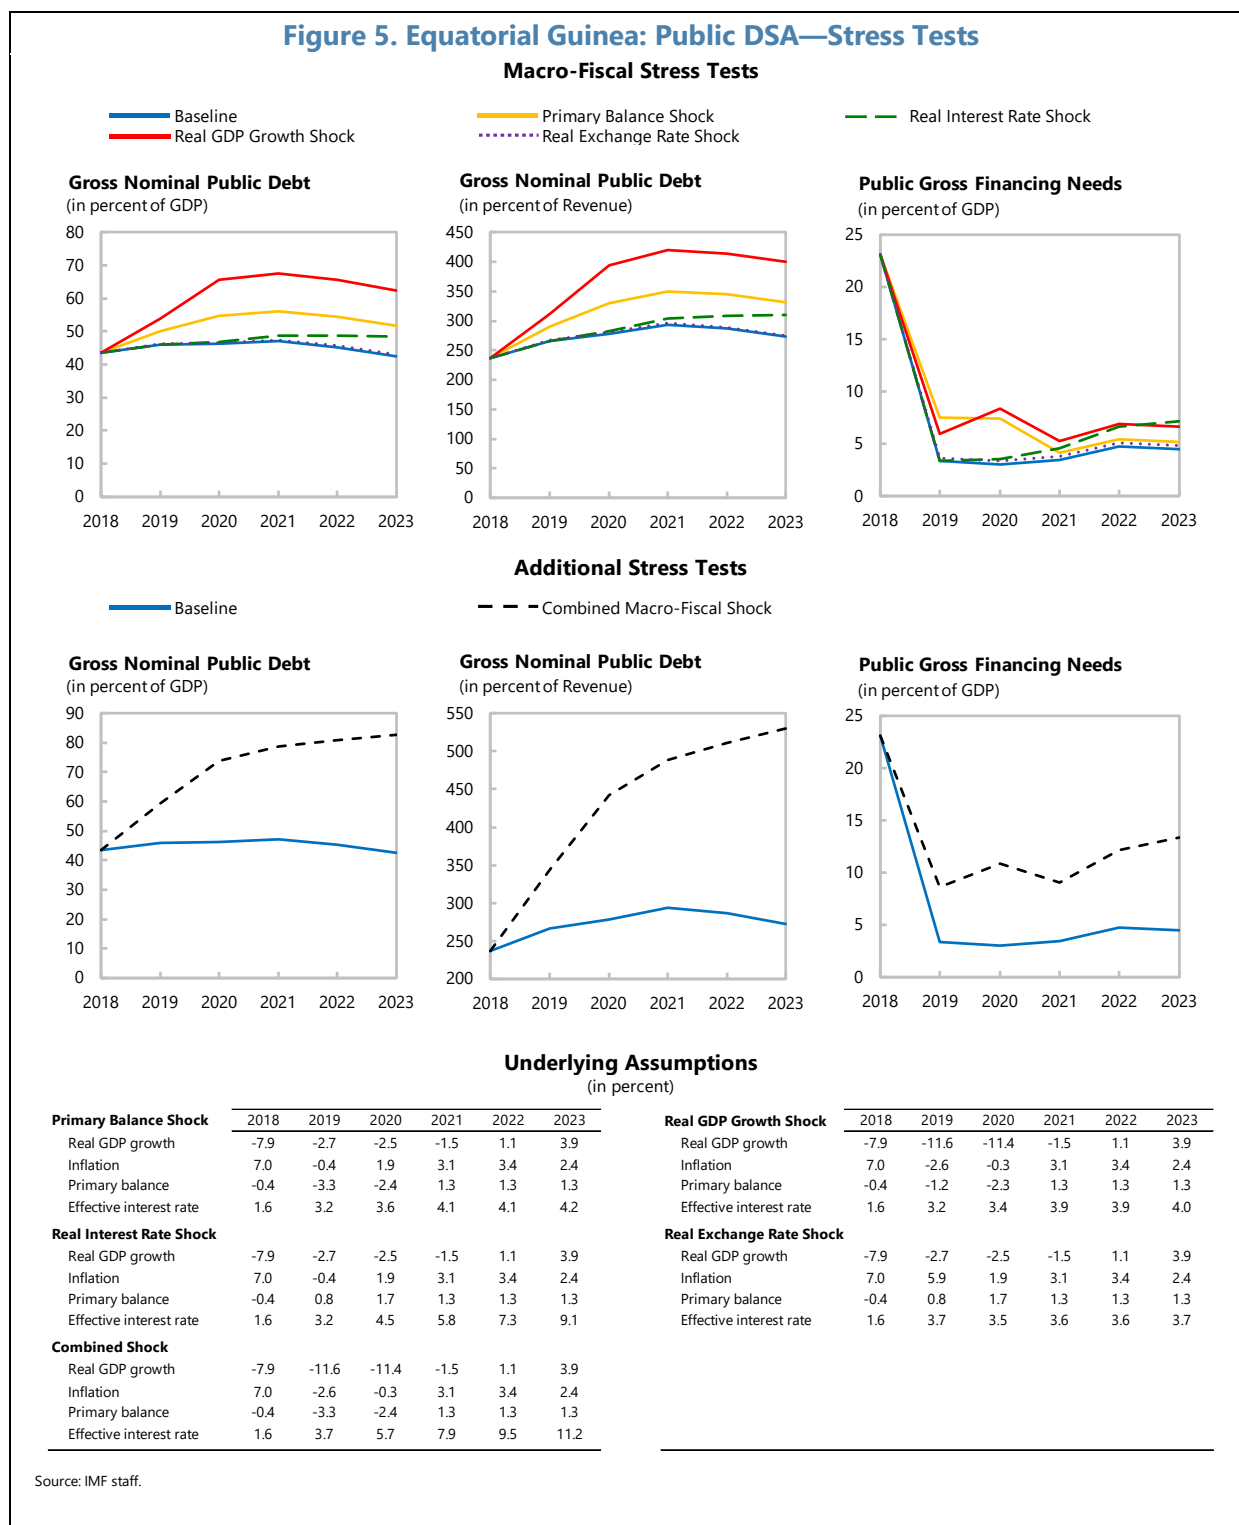 Figure 5. Equatorial Guinea: Public DSA—Stress Tests
Macro-Fiscal Stress Tests
Baseline
Primary Balance Shock
Real Interest Rate Shock
Real GDP Growth Shock
Real Exchange Rate Shock
Gross Nominal Public Debt
(in percent of GDP)
80
70
60
50
40
30
20
10
0
2018 2019 2020 2021 2022 2023
Gross Nominal Public Debt
(in percent of Revenue)
450
400
350
300
250
200
150
100
50
0
2018 2019 2020 2021 2022 2023
Public Gross Financing Needs
(in percent of GDP)
25
20
15
10
5
0
2018 2019 2020 2021 2022 2023
Additional Stress Tests
Baseline
Combined Macro-Fiscal Shock
Gross Nominal Public Debt
(in percent of GDP)
90
80
70
60
50
40
30
20
10
0
2018 2019 2020 2021 2022 2023
Gross Nominal Public Debt
(in percent of Revenue)
550
500
450
400
350
300
250
200
2018 2019 2020 2021 2022 2023
Public Gross Financing Needs
(in percent of GDP)
25
20
15
10
5
0
2018 2019 2020 2021 2022 2023
Underlying Assumptions
(in percent)
Primary Balance Shock 2018 2019 2020 2021 2022 2023
Real GDP growth -7.9 -2.7 -2.5 -1.5 1.1 3.9
Inflation 7.0 -0.4 1.9 3.1 3.4 2.4
Primary balance -0.4 -3.3 -2.4 1.3 1.3 1.3
Effective interest rate 1.6 3.2 3.6 4.1 4.1 4.2
Real Interest Rate Shock
Real GDP growth -7.9 -2.7 -2.5 -1.5 1.1 3.9
Inflation 7.0 -0.4 1.9 3.1 3.4 2.4
Primary balance -0.4 0.8 1.7 1.3 1.3 1.3
Effective interest rate 1.6 3.2 4.5 5.8 7.3 9.1
Combined Shock
Real GDP growth -7.9 -11.6 -11.4 -1.5 1.1 3.9
Inflation 7.0 -2.6 -0.3 3.1 3.4 2.4
Primary balance -0.4 -3.3 -2.4 1.3 1.3 1.3
Effective interest rate 1.6 3.7 5.7 7.9 9.5 11.2
Real GDP Growth Shock 2018 2019 2020 2021 2022 2023
Real GDP growth -7.9 -11.6 -11.4 -1.5 1.1 3.9
Inflation 7.0 -2.6 -0.3 3.1 3.4 2.4
Primary balance -0.4 -1.2 -2.3 1.3 1.3 1.3
Effective interest rate 1.6 3.2 3.4 3.9 3.9 4.0
Real Exchange Rate Shock
Real GDP growth -7.9 -2.7 -2.5 -1.5 1.1 3.9
Inflation 7.0 5.9 1.9 3.1 3.4 2.4
Primary balance -0.4 0.8 1.7 1.3 1.3 1.3
Effective interest rate 1.6 3.7 3.5 3.6 3.6 3.7
Source: IMF staff.